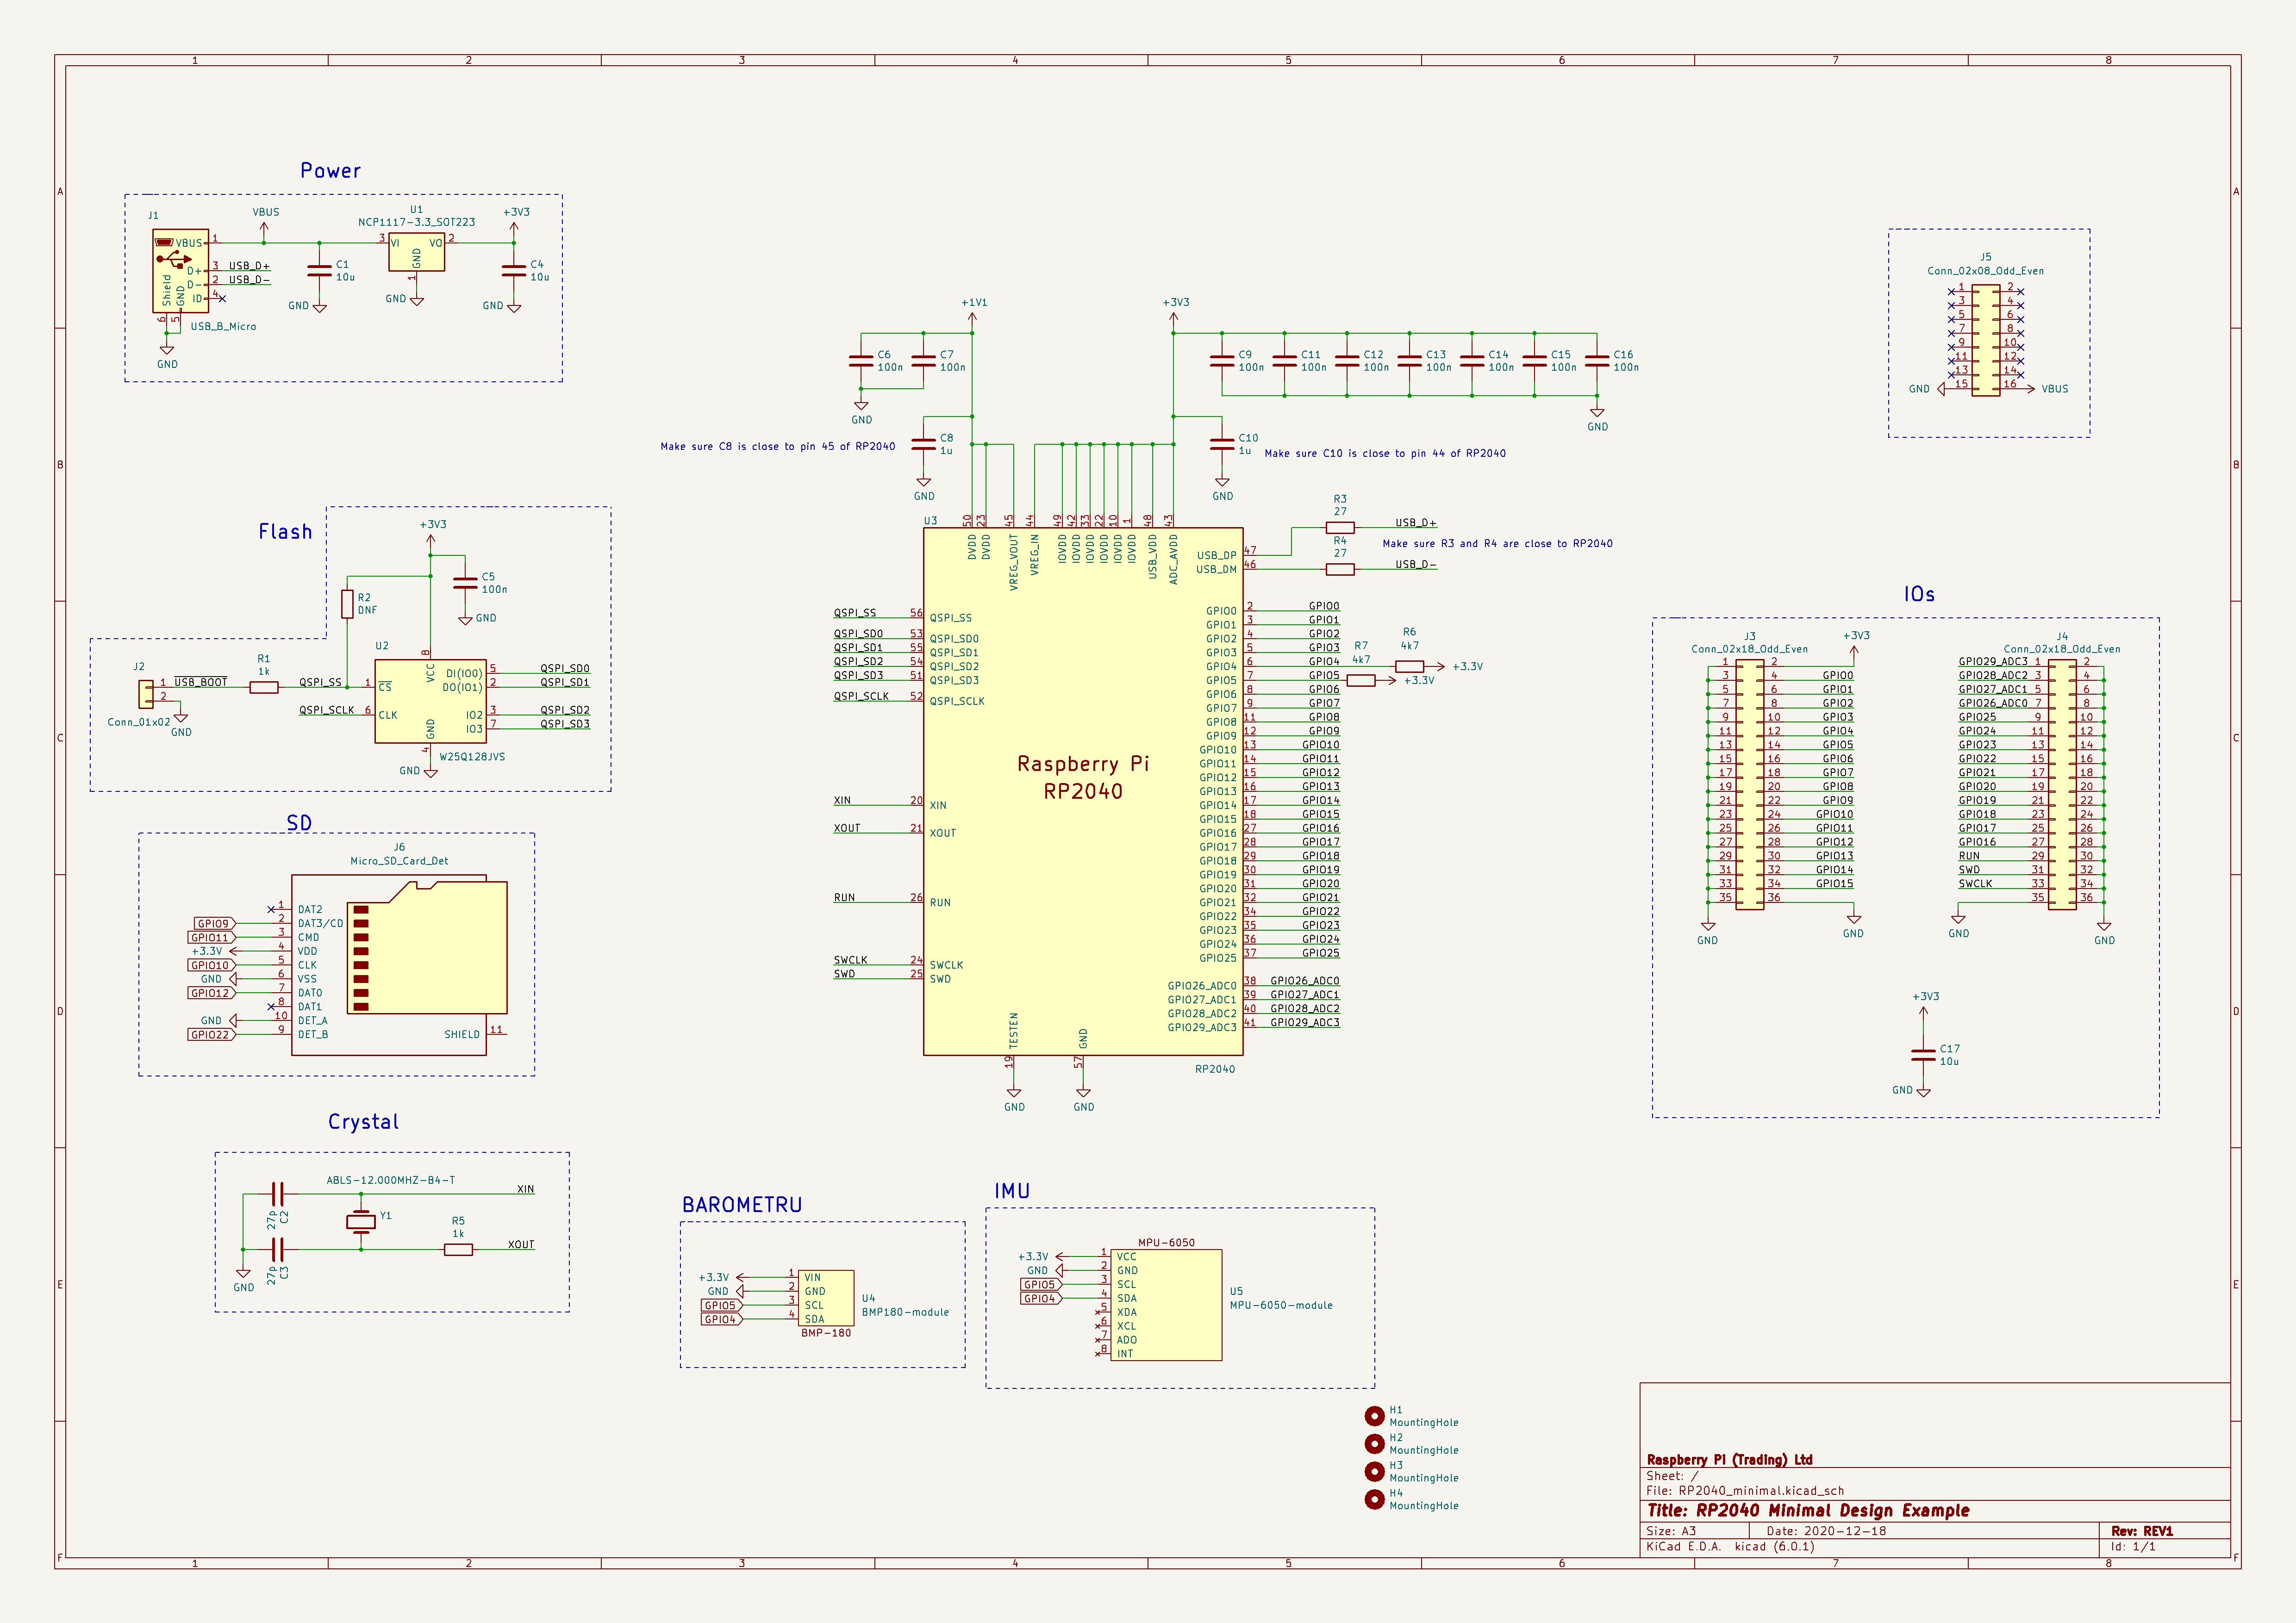 1 2 3 4 5 6 7 8
A
B
C
D
E
F
Power
J1
VBUS
U1
NCP1117-3.3_SOT223
+3V3
VBUS 1
3 VI
VO 2
GND
1
D+ 3 USB_D+
D- 2 USB_D-
ID 4
Shield
GND
6 5
USB_B_Micro
GND
C1
10u
GND
GND
C4
10u
GND
Flash
+3V3
C5
100n
GND
R2
DNF
U2
J2
1 USB_BOOT
2
Conn_01x02
GND
R1
1k
QSPI_SS 1 CS
QSPI_SCLK 6 CLK
8
VCC
GND
4
DI(IO0) 5 QSPI_SD0
DO(IO1) 2 QSPI_SD1
IO2 3 QSPI_SD2
IO3 7 QSPI_SD3
W25Q128JVS
GND
SD
J6
Micro_SD_Card_Det
1 DAT2
GPIO9 2 DAT3/CD
GPIO11 3 CMD
+3.3V 4 VDD
GPIO10 5 CLK
GND 6 VSS
GPIO12 7 DAT0
8 DAT1
GND 10 DET_A
GPIO22 9 DET_B
SHIELD 11
Crystal
ABLS-12.000MHZ-B4-T
27p
C2
XIN
Y1
R5
1k
XOUT
27p
C3
GND
+1V1
C6
100n
C7
100n
GND
C8
1u
GND
Make sure C8 is close to pin 45 of RP2040
+3V3
C9
100n
C11
100n
C12
100n
C13
100n
C14
100n
C15
100n
C16
100n
GND
C10
1u
GND
Make sure C10 is close to pin 44 of RP2040
U3
50 DVDD
23 DVDD
45 VREG_VOUT
44 VREG_IN
49 IOVDD
42 IOVDD
33 IOVDD
22 IOVDD
10 IOVDD
1 IOVDD
48 USB_VDD
43 ADC_AVDD
R3
27
USB_D+
Make sure R3 and R4 are close to RP2040
R4
27
USB_D-
USB_DP 47
USB_DM 46
QSPI_SS 56 QSPI_SS
QSPI_SD0 53 QSPI_SD0
QSPI_SD1 55 QSPI_SD1
QSPI_SD2 54 QSPI_SD2
QSPI_SD3 51 QSPI_SD3
QSPI_SCLK 52 QSPI_SCLK
Raspberry Pi
RP2040
XIN 20 XIN
XOUT 21 XOUT
RUN 26 RUN
SWCLK 24 SWCLK
SWD 25 SWD
GPIO0 2 GPIO0
GPIO1 3 GPIO1
GPIO2 4 GPIO2
GPIO3 5 GPIO3
GPIO4 6 GPIO4
R6
4k7
+3.3V
GPIO5 7 GPIO5
R7
4k7
+3.3V
GPIO6 8 GPIO6
GPIO7 9 GPIO7
GPIO8 11 GPIO8
GPIO9 12 GPIO9
GPIO10 13 GPIO10
GPIO11 14 GPIO11
GPIO12 15 GPIO12
GPIO13 16 GPIO13
GPIO14 17 GPIO14
GPIO15 18 GPIO15
GPIO16 27 GPIO16
GPIO17 28 GPIO17
GPIO18 29 GPIO18
GPIO19 30 GPIO19
GPIO20 31 GPIO20
GPIO21 32 GPIO21
GPIO22 34 GPIO22
GPIO23 35 GPIO23
GPIO24 36 GPIO24
GPIO25 37 GPIO25
GPIO26_ADC0 38 GPIO26_ADC0
GPIO27_ADC1 39 GPIO27_ADC1
GPIO28_ADC2 40 GPIO28_ADC2
GPIO29_ADC3 41 GPIO29_ADC3
TESTEN
19
GND
57
RP2040
GND
GND
BAROMETRU
+3.3V 1 VIN
GND 2 GND
GPIO5 3 SCL
GPIO4 4 SDA
BMP-180
U4
BMP180-madule
IMU
MPU-6050
+3.3V 1 VCC
GND 2 GND
GPIO5 3 SCL
GPIO4 4 SDA
5 XDA
6 XCL
7 ADO
8 INT
U5
MPU-6050-module
H1
MountingHole
H2
MountingHole
H3
MountingHole
H4
MountingHole
J5
Conn_02x08_Odd_Even
1 2
3 4
5 6
7 8
9 10
11 12
13 14
GND 15 16 VBUS
IOs
J3
Conn_02x18_Odd_Even
+3V3
1 2
3 4 GPIO0
5 6 GPIO1
7 8 GPIO2
9 10 GPIO3
11 12 GPIO4
13 14 GPIO5
15 16 GPIO6
17 18 GPIO7
19 20 GPIO8
21 22 GPIO9
23 24 GPIO10
25 26 GPIO11
27 28 GPIO12
29 30 GPIO13
31 32 GPIO14
33 34 GPIO15
35 36
GND
GND
J4
Conn_02x18_Odd_Even
GPIO29_ADC3 1 2
GPIO28_ADC2 3 4
GPIO27_ADC1 5 6
GPIO26_ADC0 7 8
GPIO25 9 10
GPIO24 11 12
GPIO23 13 14
GPIO22 15 16
GPIO21 17 18
GPIO20 19 20
GPIO19 21 22
GPIO18 23 24
GPIO17 25 26
GPIO16 27 28
RUN 29 30
SWD 31 32
SWCLK 33 34
35 36
GND
GND
+3V3
C17
10u
GND
Raspberry Pi (Trading) Ltd
Sheet: /
File: RP2040_minimal.kicad_sch
Title: RP2040 Minimal Design Example
Size: A3 Date: 2020-12-18 Rev: REV1
KiCad E.D.A. kicad (6.0.1) Id: 1/1
A
B
C
D
E
F
1 2 3 4 5 6 7 8